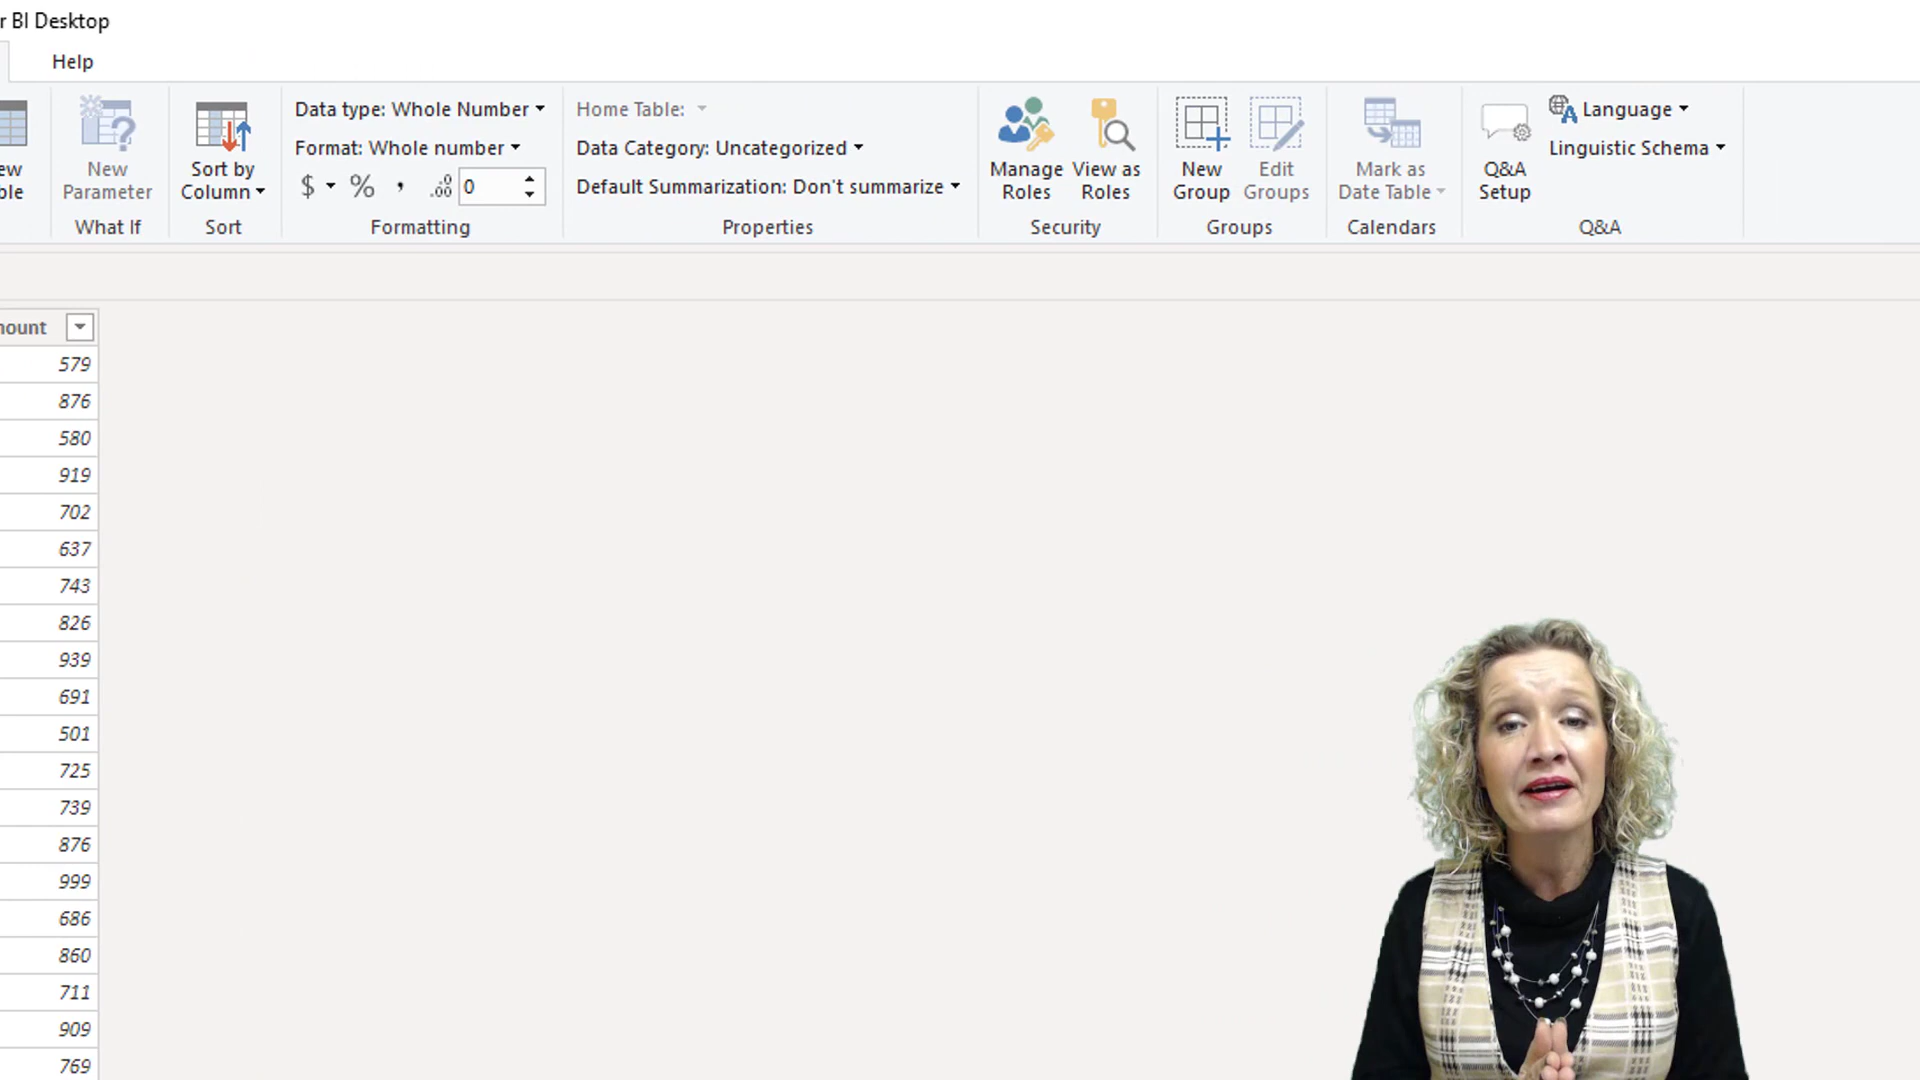 r BI Desktop
Help
ew
ble
New
Parameter
What If
Sort by
Column
Sort
Data type: Whole Number
Format: Whole number
$ % , .00 0
Formatting
Home Table:
Data Category: Uncategorized
Default Summarization: Don't summarize
Properties
Manage
Roles
View as
Roles
Security
New
Group
Edit
Groups
Groups
Mark as
Date Table
Calendars
Q&A
Setup
Language
Linguistic Schema
Q&A
nount
579
876
580
919
702
637
743
826
939
691
501
725
739
876
999
686
860
711
909
769